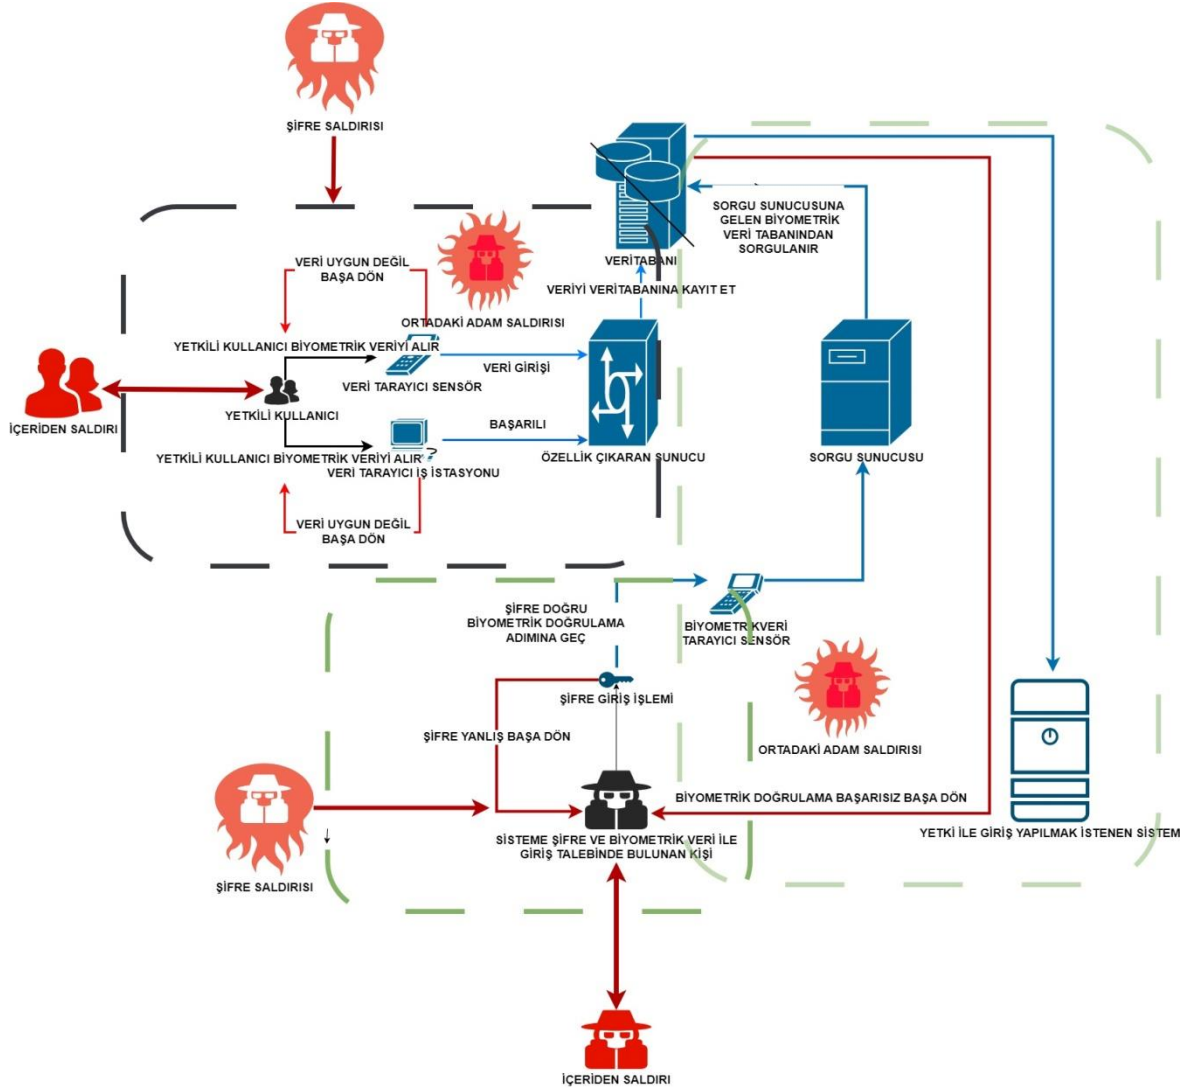 ŞİFRE SALDIRISI
SORGU SUNUCUSUNA
GELEN BİYOMETRİK
VERİ TABANINDAN
SORGULANIR
VERİTABANI
VERİ UYGUN DEĞİL
BAŞA DÖN
VERİYİ VERİTABANINA KAYIT ET
ORTADAKİ ADAM SALDIRISI
YETKİLİ KULLANICI BİYOMETRİK VERİYİ ALIR
VERİ GİRİŞİ
VERİ TARAYICI SENSÖR
İÇERİDEN SALDIRI
YETKİLİ KULLANICI
BAŞARILI
YETKİLİ KULLANICI BİYOMETRİK VERİYİ ALIR
?
VERİ TARAYICI İŞ İSTASYONU
ÖZELLİK ÇIKARAN SUNUCU
SORGU SUNUCUSU
VERİ UYGUN DEĞİL
BAŞA DÖN
ŞİFRE DOĞRU
BİYOMETRİK DOĞRULAMA
ADIMINA GEÇ
BİYOMETRİKVERİ
TARAYICI SENSÖR
ŞİFRE GİRİŞ İŞLEMİ
ŞİFRE YANLIŞ BAŞA DÖN
ORTADAKİ ADAM SALDIRISI
BİYOMETRİK DOĞRULAMA BAŞARISIZ BAŞA DÖN
YETKİ İLE GİRİŞ YAPILMAK İSTENEN SİSTEM
SİSTEME ŞİFRE VE BİYOMETRİK VERİ İLE
GİRİŞ TALEBİNDE BULUNAN KİŞİ
ŞİFRE SALDIRISI
İÇERİDEN SALDIRI